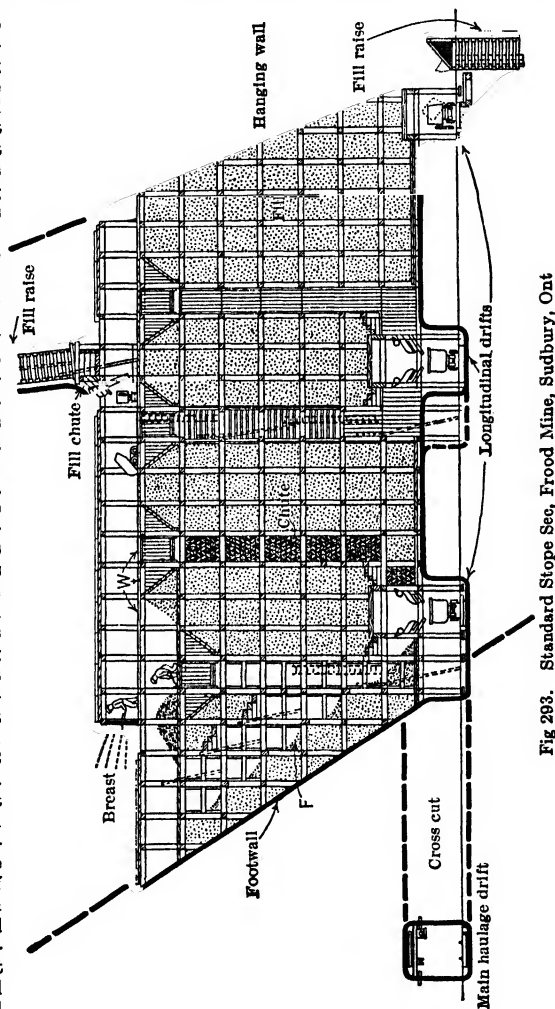 Fill raise
Hanging wall
Fill raise
Fill chute
Fill
Longitudinal drifts
Chute
W
Breast
F
Footwall
Cross cut
Main haulage drift
Fig 293. Standard Stope Sec, Frood Mine, Sudbury, Ont